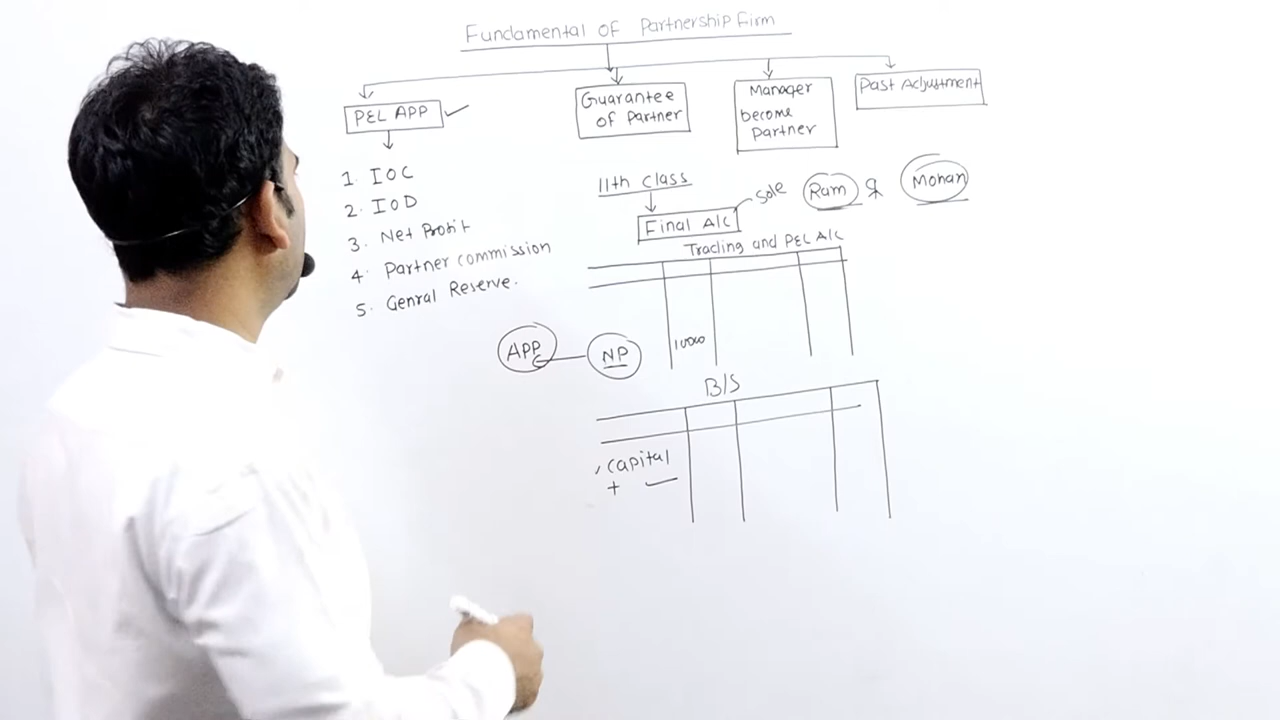 Fundamental OF Partnership Firm
P&L APP
Guarantee
OF Partner
Manager
become
Partner
Past Adjustment
1. IOC
2. IOD
3. Net Profit
4. Partner commission
5. Genral Reserve.
11th class
Final A/c
Sole
Ram & Mohan
Trading and P&L A/C
10000
APP
NP
B/S
capital
+